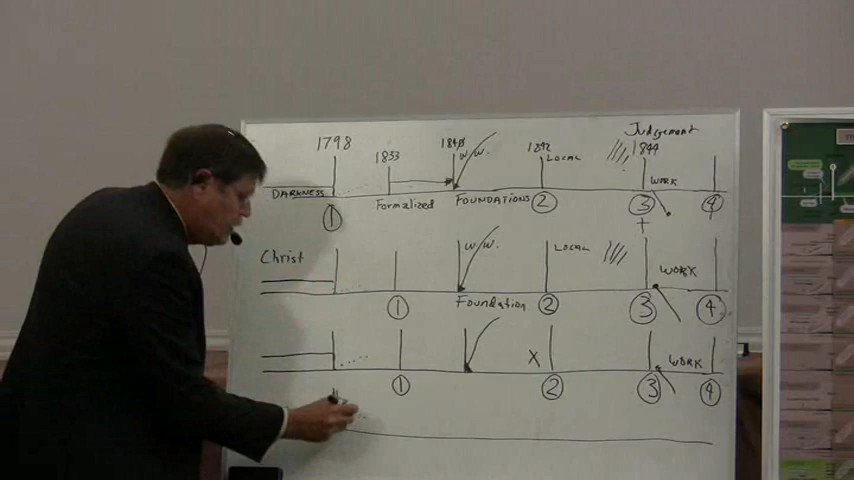 Judgement
1798 1833 1840 1842 1844
W.W. LOCAL
DARKNESS WORK
① Formalized FOUNDATIONS ② ③ ④
Christ W/W. LOCAL WORK
① Foundation ② ③ ④
X WORK
① ② ③ ④